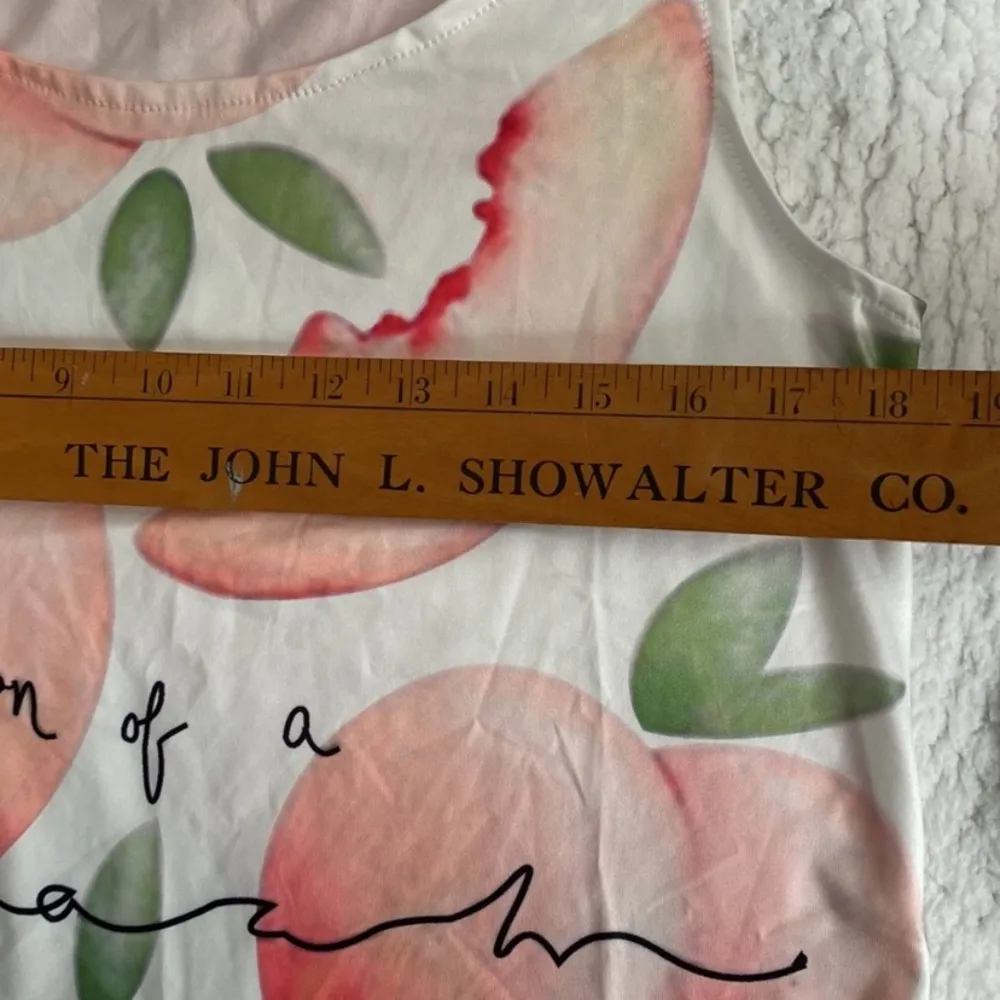 9 10 11 12 13 14 15 16 17 18 19
THE JOHN L. SHOWALTER CO.
of a